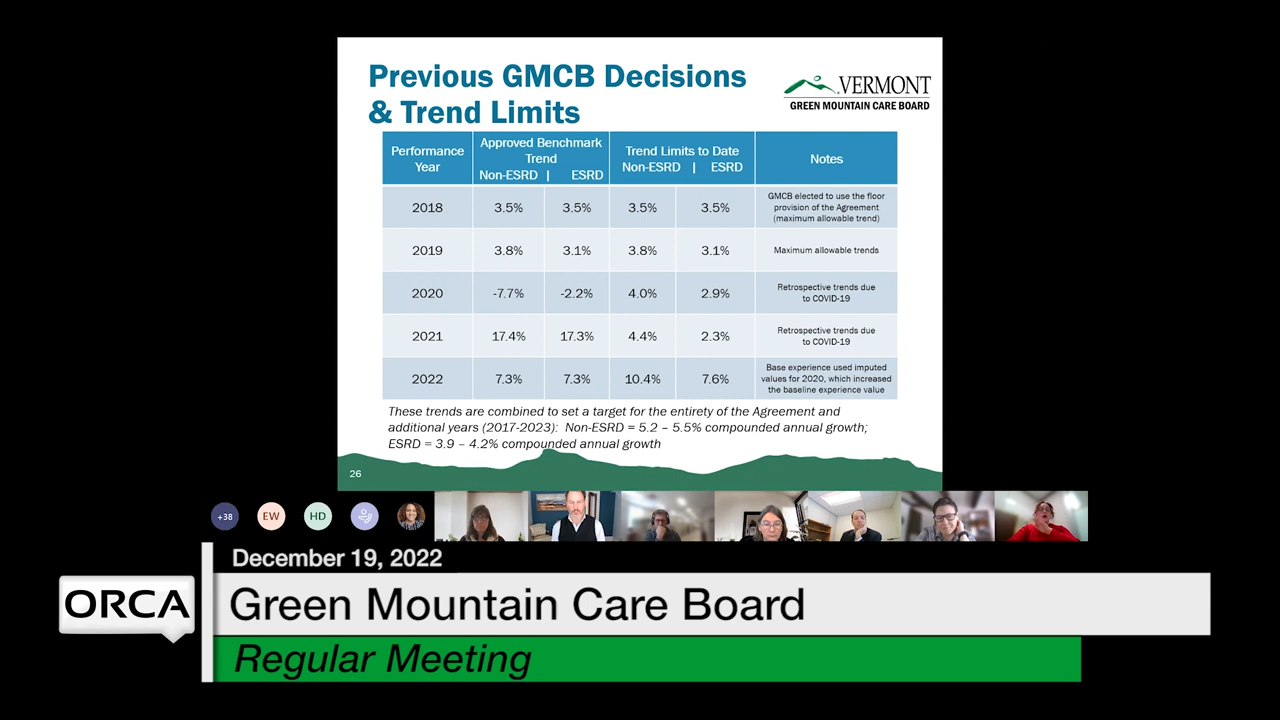 Previous GMCB Decisions
& Trend Limits
VERMONT
GREEN MOUNTAIN CARE BOARD
Performance
Year
Approved Benchmark
Trend
Non-ESRD | ESRD
Trend Limits to Date
Non-ESRD | ESRD
Notes
2018 3.5% 3.5% 3.5% 3.5%
GMCB elected to use the floor
provision of the Agreement
(maximum allowable trend)
2019 3.8% 3.1% 3.8% 3.1% Maximum allowable trends
2020 -7.7% -2.2% 4.0% 2.9%
Retrospective trends due
to COVID-19
2021 17.4% 17.3% 4.4% 2.3%
Retrospective trends due
to COVID-19
2022 7.3% 7.3% 10.4% 7.6%
Base experience used imputed
values for 2020, which increased
the baseline experience value
These trends are combined to set a target for the entirety of the Agreement and
additional years (2017-2023): Non-ESRD = 5.2 – 5.5% compounded annual growth;
ESRD = 3.9 – 4.2% compounded annual growth
26
+38 EW HD
December 19, 2022
ORCA
Green Mountain Care Board
Regular Meeting